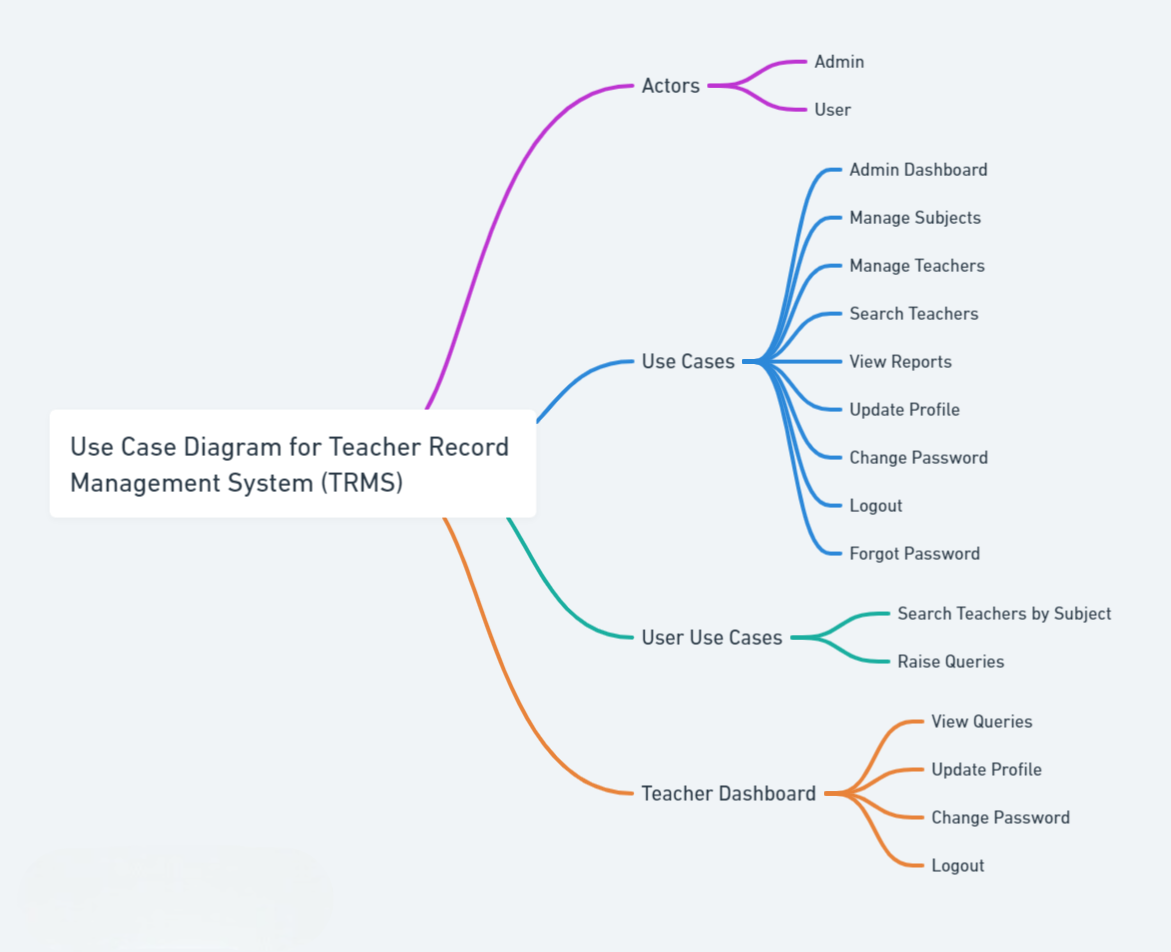 Use Case Diagram for Teacher Record
Management System (TRMS)
Actors
Admin
User
Use Cases
Admin Dashboard
Manage Subjects
Manage Teachers
Search Teachers
View Reports
Update Profile
Change Password
Logout
Forgot Password
User Use Cases
Search Teachers by Subject
Raise Queries
Teacher Dashboard
View Queries
Update Profile
Change Password
Logout